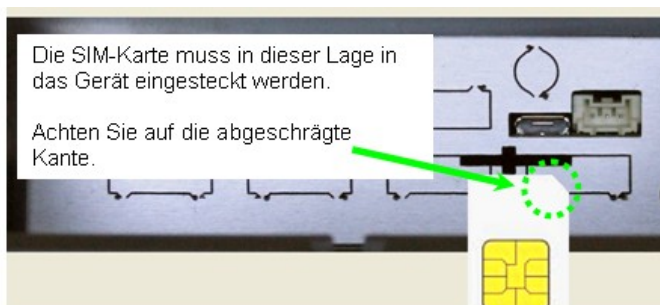 Die SIM-Karte muss in dieser Lage in
das Gerät eingesteckt werden.
Achten Sie auf die abgeschrägte
Kante.